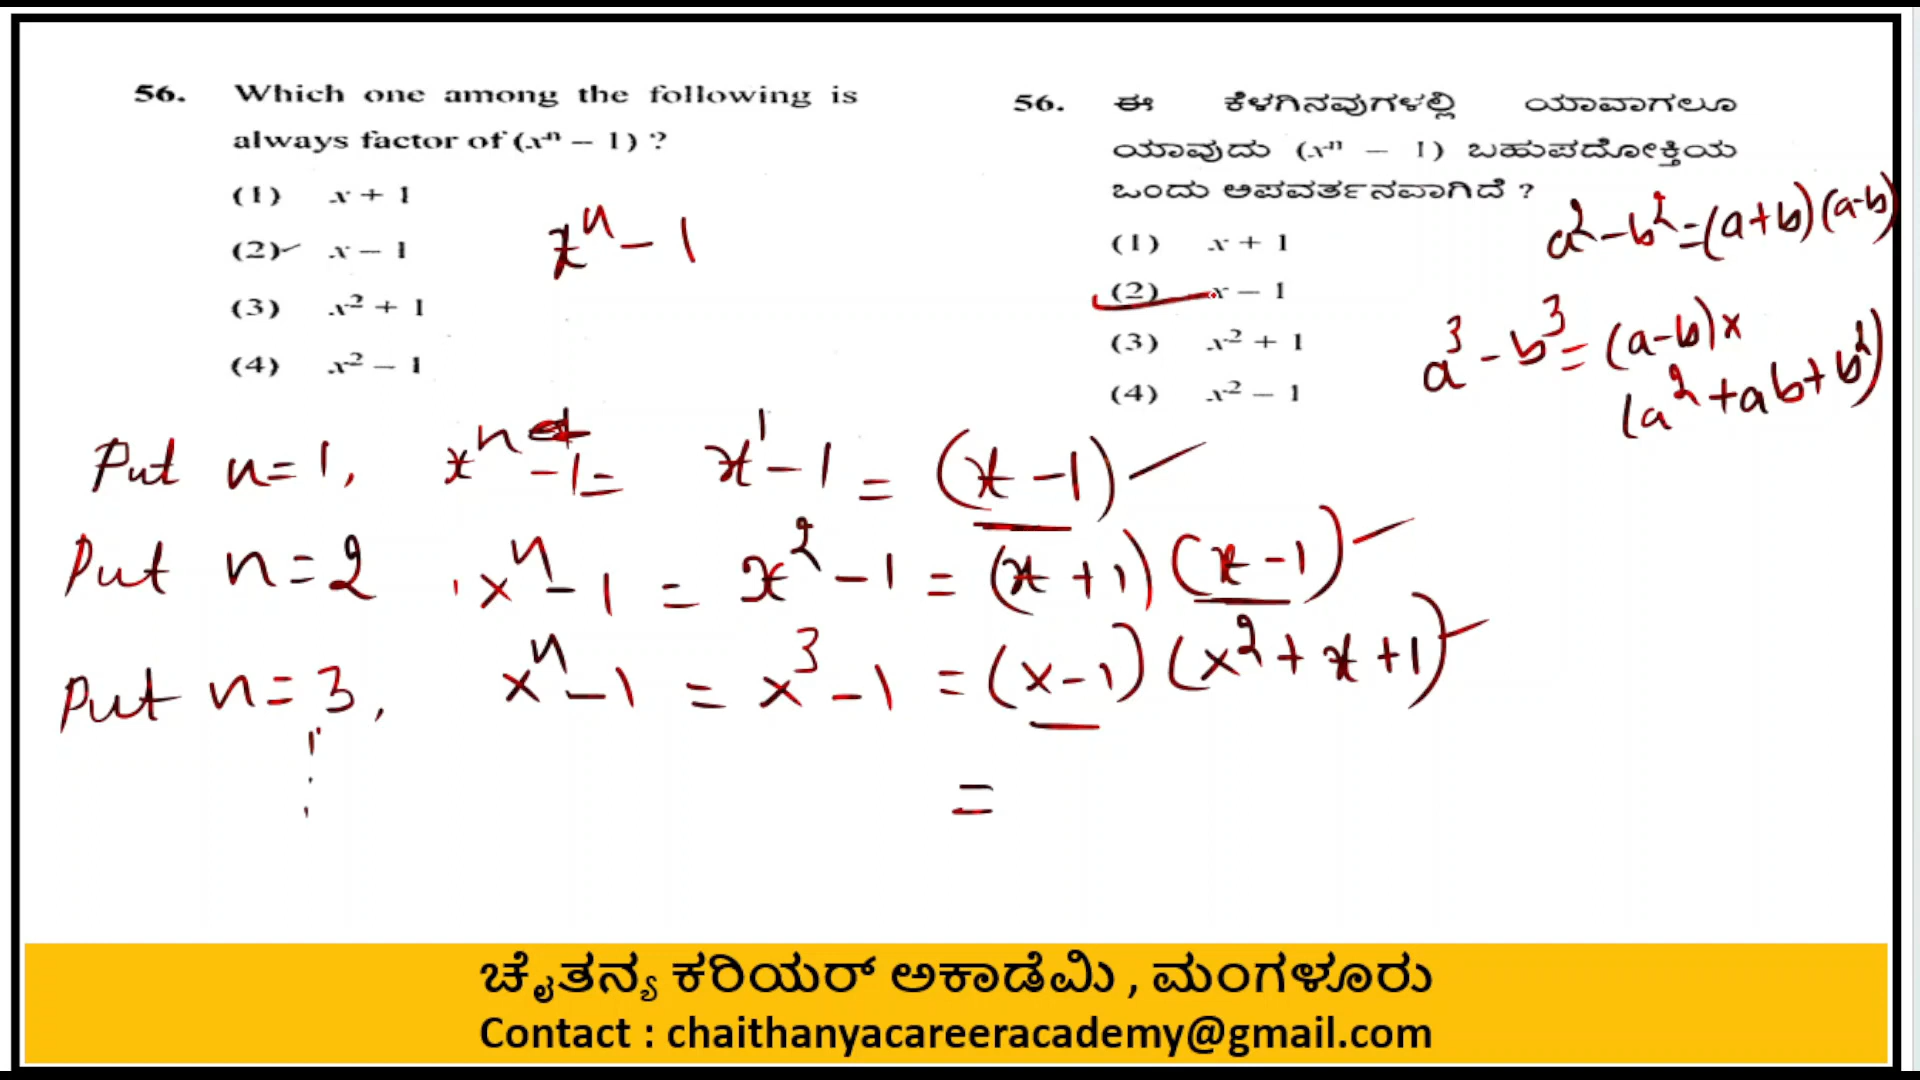 56. Which one among the following is
always factor of (xⁿ – 1) ?
(1) x + 1
(2) x – 1
(3) x² + 1
(4) x² – 1
xⁿ – 1
56. ಈ ಕೆಳಗಿನವುಗಳಲ್ಲಿ ಯಾವಾಗಲೂ
ಯಾವುದು (xⁿ – 1) ಬಹುಪದೋಕ್ತಿಯ
ಒಂದು ಅಪವರ್ತನವಾಗಿದೆ ?
(1) x + 1
(2) x – 1
(3) x² + 1
(4) x² – 1
a² – b² = (a+b)(a-b)
a³ – b³ = (a-b)×
(a² + ab + b²)
Put n=1, xⁿ – 1 = x¹ – 1 = (x – 1)
Put n=2 xⁿ – 1 = x² – 1 = (x + 1) (x – 1)
Put n=3, xⁿ – 1 = x³ – 1 = (x – 1) (x² + x + 1)
=
ಚೈತನ್ಯ ಕರಿಯರ್ ಅಕಾಡೆಮಿ , ಮಂಗಳೂರು
Contact : chaithanyacareeracademy@gmail.com